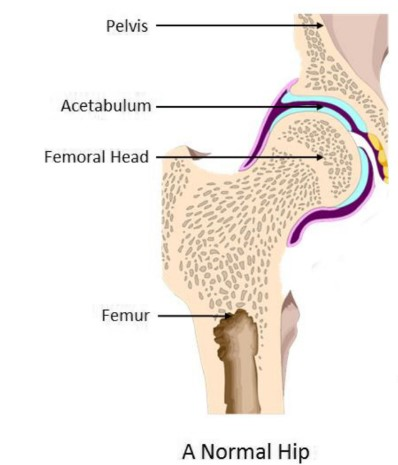 Pelvis
Acetabulum
Femoral Head
Femur
A Normal Hip